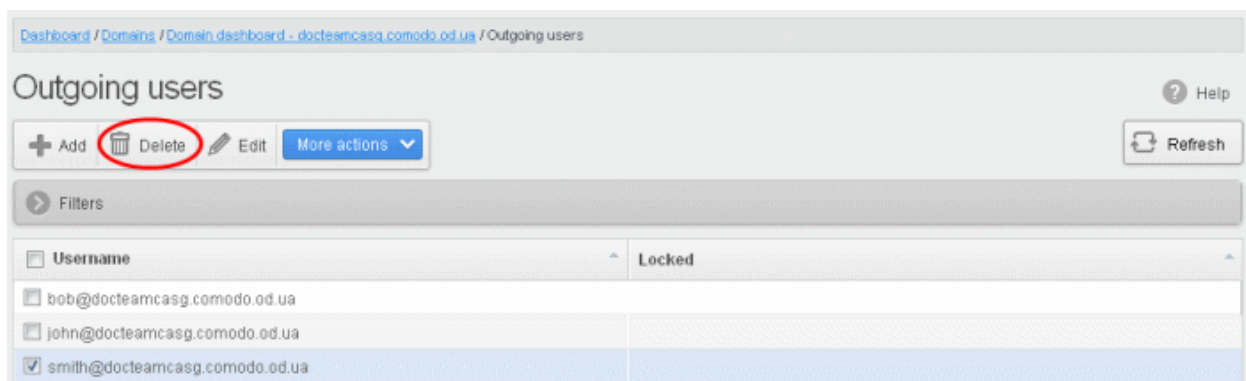 Dashboard / Domains / Domain dashboard - docteamcasg.comodo.od.ua / Outgoing users
Outgoing users
Help
Add Delete Edit More actions
Refresh
Filters
Username Locked
bob@docteamcasg.comodo.od.ua
john@docteamcasg.comodo.od.ua
smith@docteamcasg.comodo.od.ua